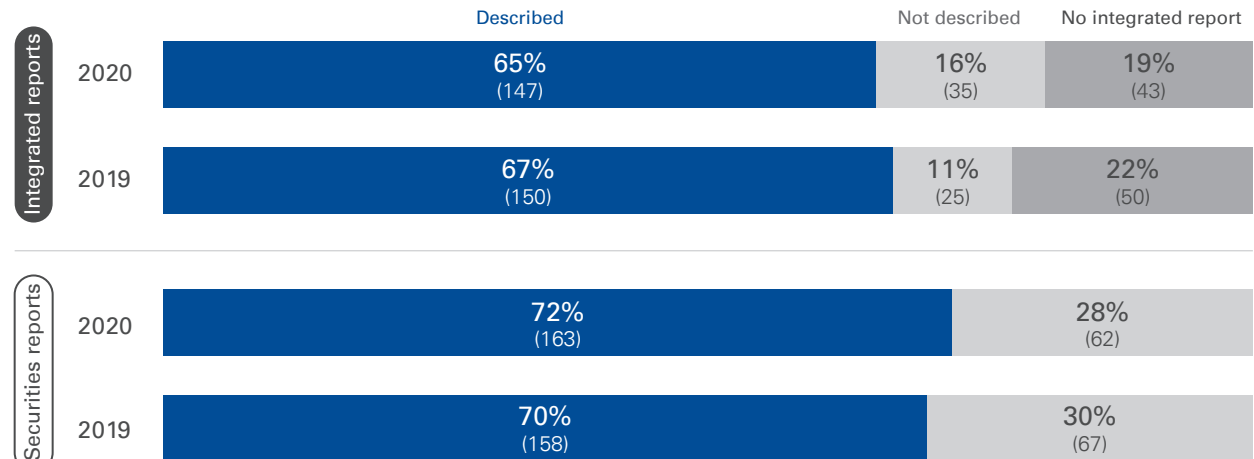 Described Not described No integrated report
Integrated reports
2020
65% 16% 19%
(147) (35) (43)
2019
67% 11% 22%
(150) (25) (50)
Securities reports
2020
72% 28%
(163) (62)
2019
70% 30%
(158) (67)